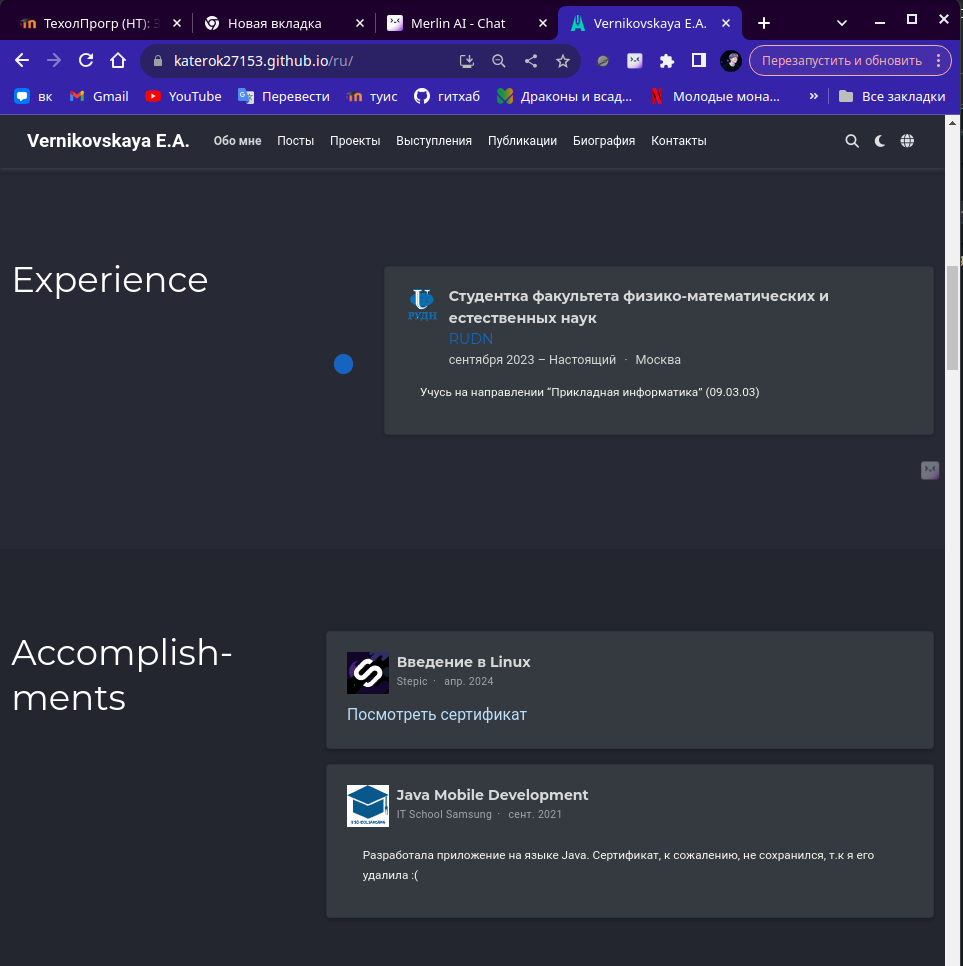 ТехолПрогр (НТ): З
Новая вкладка
Merlin AI - Chat
Vernikovskaya E.A.
katerok27153.github.io/ru/
Перезапустить и обновить
вк
Gmail
YouTube
Перевести
туис
гитхаб
Драконы и всад...
Молодые мона...
»
Все закладки
Vernikovskaya E.A.
Обо мне
Посты
Проекты
Выступления
Публикации
Биография
Контакты
Experience
РУДН
Студентка факультета физико-математических и
естественных наук
RUDN
сентября 2023 – Настоящий · Москва
Учусь на направлении “Прикладная информатика” (09.03.03)
Accomplish-
ments
Введение в Linux
Stepic · апр. 2024
Посмотреть сертификат
Java Mobile Development
IT School Samsung · сент. 2021
Разработала приложение на языке Java. Сертификат, к сожалению, не сохранился, т.к я его
удалила :(